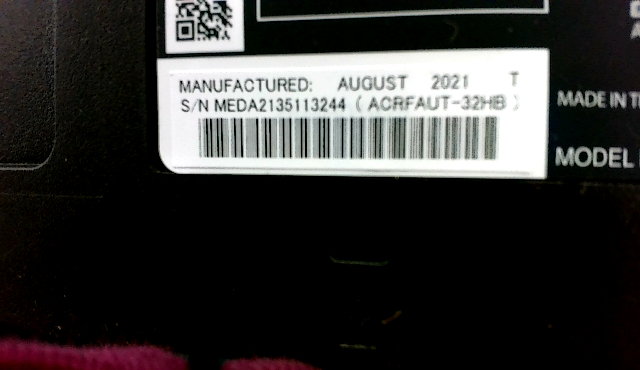 MANUFACTURED: AUGUST 2021 T
S/N MEDA2135113244 ( ACRFAUT-32HB )
MADE IN
MODEL